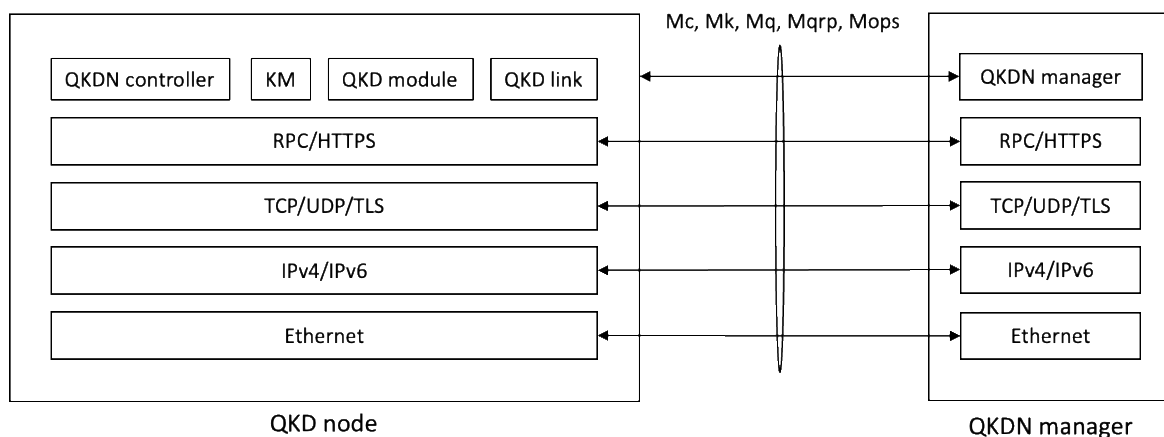 Mc, Mk, Mq, Mqrp, Mops
QKDN controller KM QKD module QKD link QKDN manager
RPC/HTTPS RPC/HTTPS
TCP/UDP/TLS TCP/UDP/TLS
IPv4/IPv6 IPv4/IPv6
Ethernet Ethernet
QKD node QKDN manager